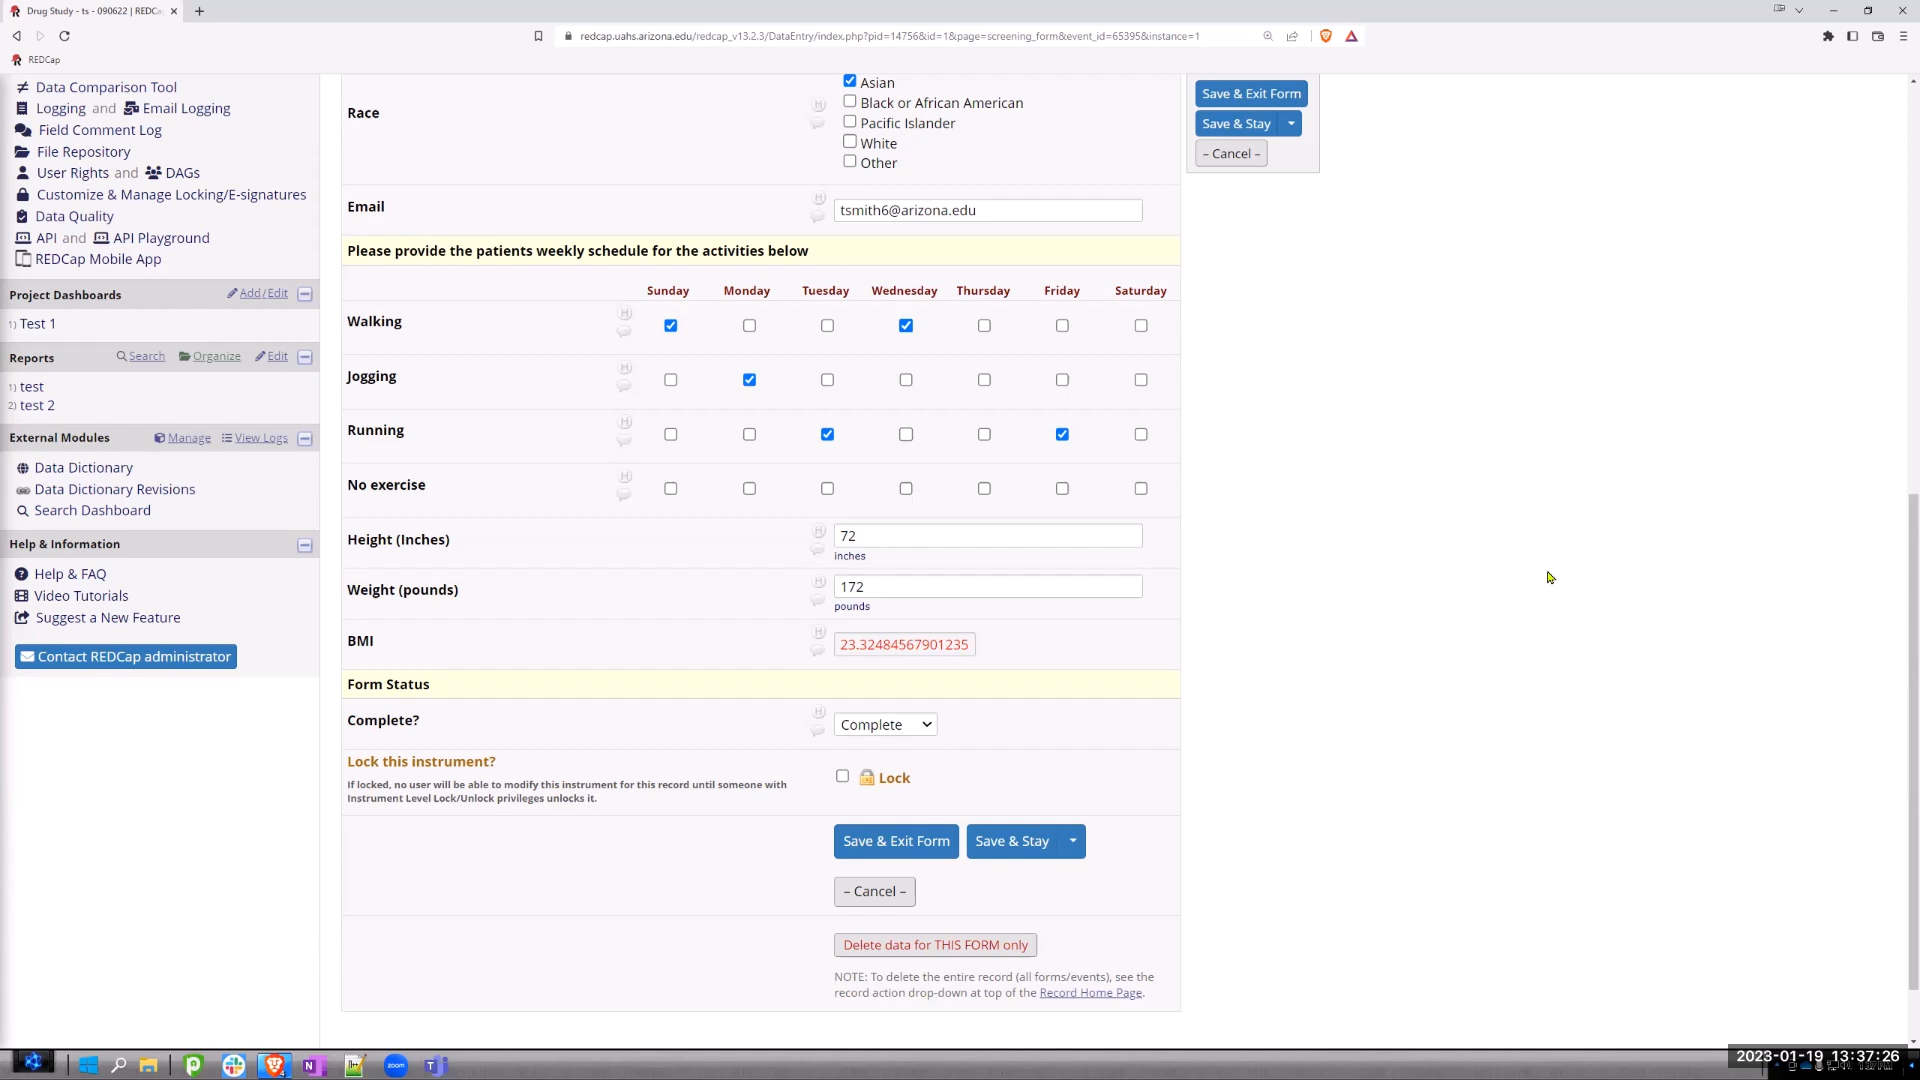 Drug Study - ts - 090622 | REDC
redcap.uahs.arizona.edu/redcap_v13.2.3/DataEntry/index.php?pid=14756&id=1&page=screening_form&event_id=65395&instance=1
REDCap
Data Comparison Tool
Logging and Email Logging
Field Comment Log
File Repository
User Rights and DAGs
Customize & Manage Locking/E-signatures
Data Quality
API and API Playground
REDCap Mobile App
Project Dashboards Add/Edit
1) Test 1
Reports Search Organize Edit
1) test
2) test 2
External Modules Manage View Logs
Data Dictionary
Data Dictionary Revisions
Search Dashboard
Help & Information
Help & FAQ
Video Tutorials
Suggest a New Feature
Contact REDCap administrator
Race
Asian
Black or African American
Pacific Islander
White
Other
Email
tsmith6@arizona.edu
Please provide the patients weekly schedule for the activities below
Sunday Monday Tuesday Wednesday Thursday Friday Saturday
Walking
Jogging
Running
No exercise
Height (Inches)
72
inches
Weight (pounds)
172
pounds
BMI
23.32484567901235
Form Status
Complete?
Complete
Lock this instrument?
If locked, no user will be able to modify this instrument for this record until someone with
Instrument Level Lock/Unlock privileges unlocks it.
Lock
Save & Exit Form Save & Stay
– Cancel –
Delete data for THIS FORM only
NOTE: To delete the entire record (all forms/events), see the
record action drop-down at top of the Record Home Page.
Save & Exit Form
Save & Stay
– Cancel –
zoom
2023-01-19 13:37:26